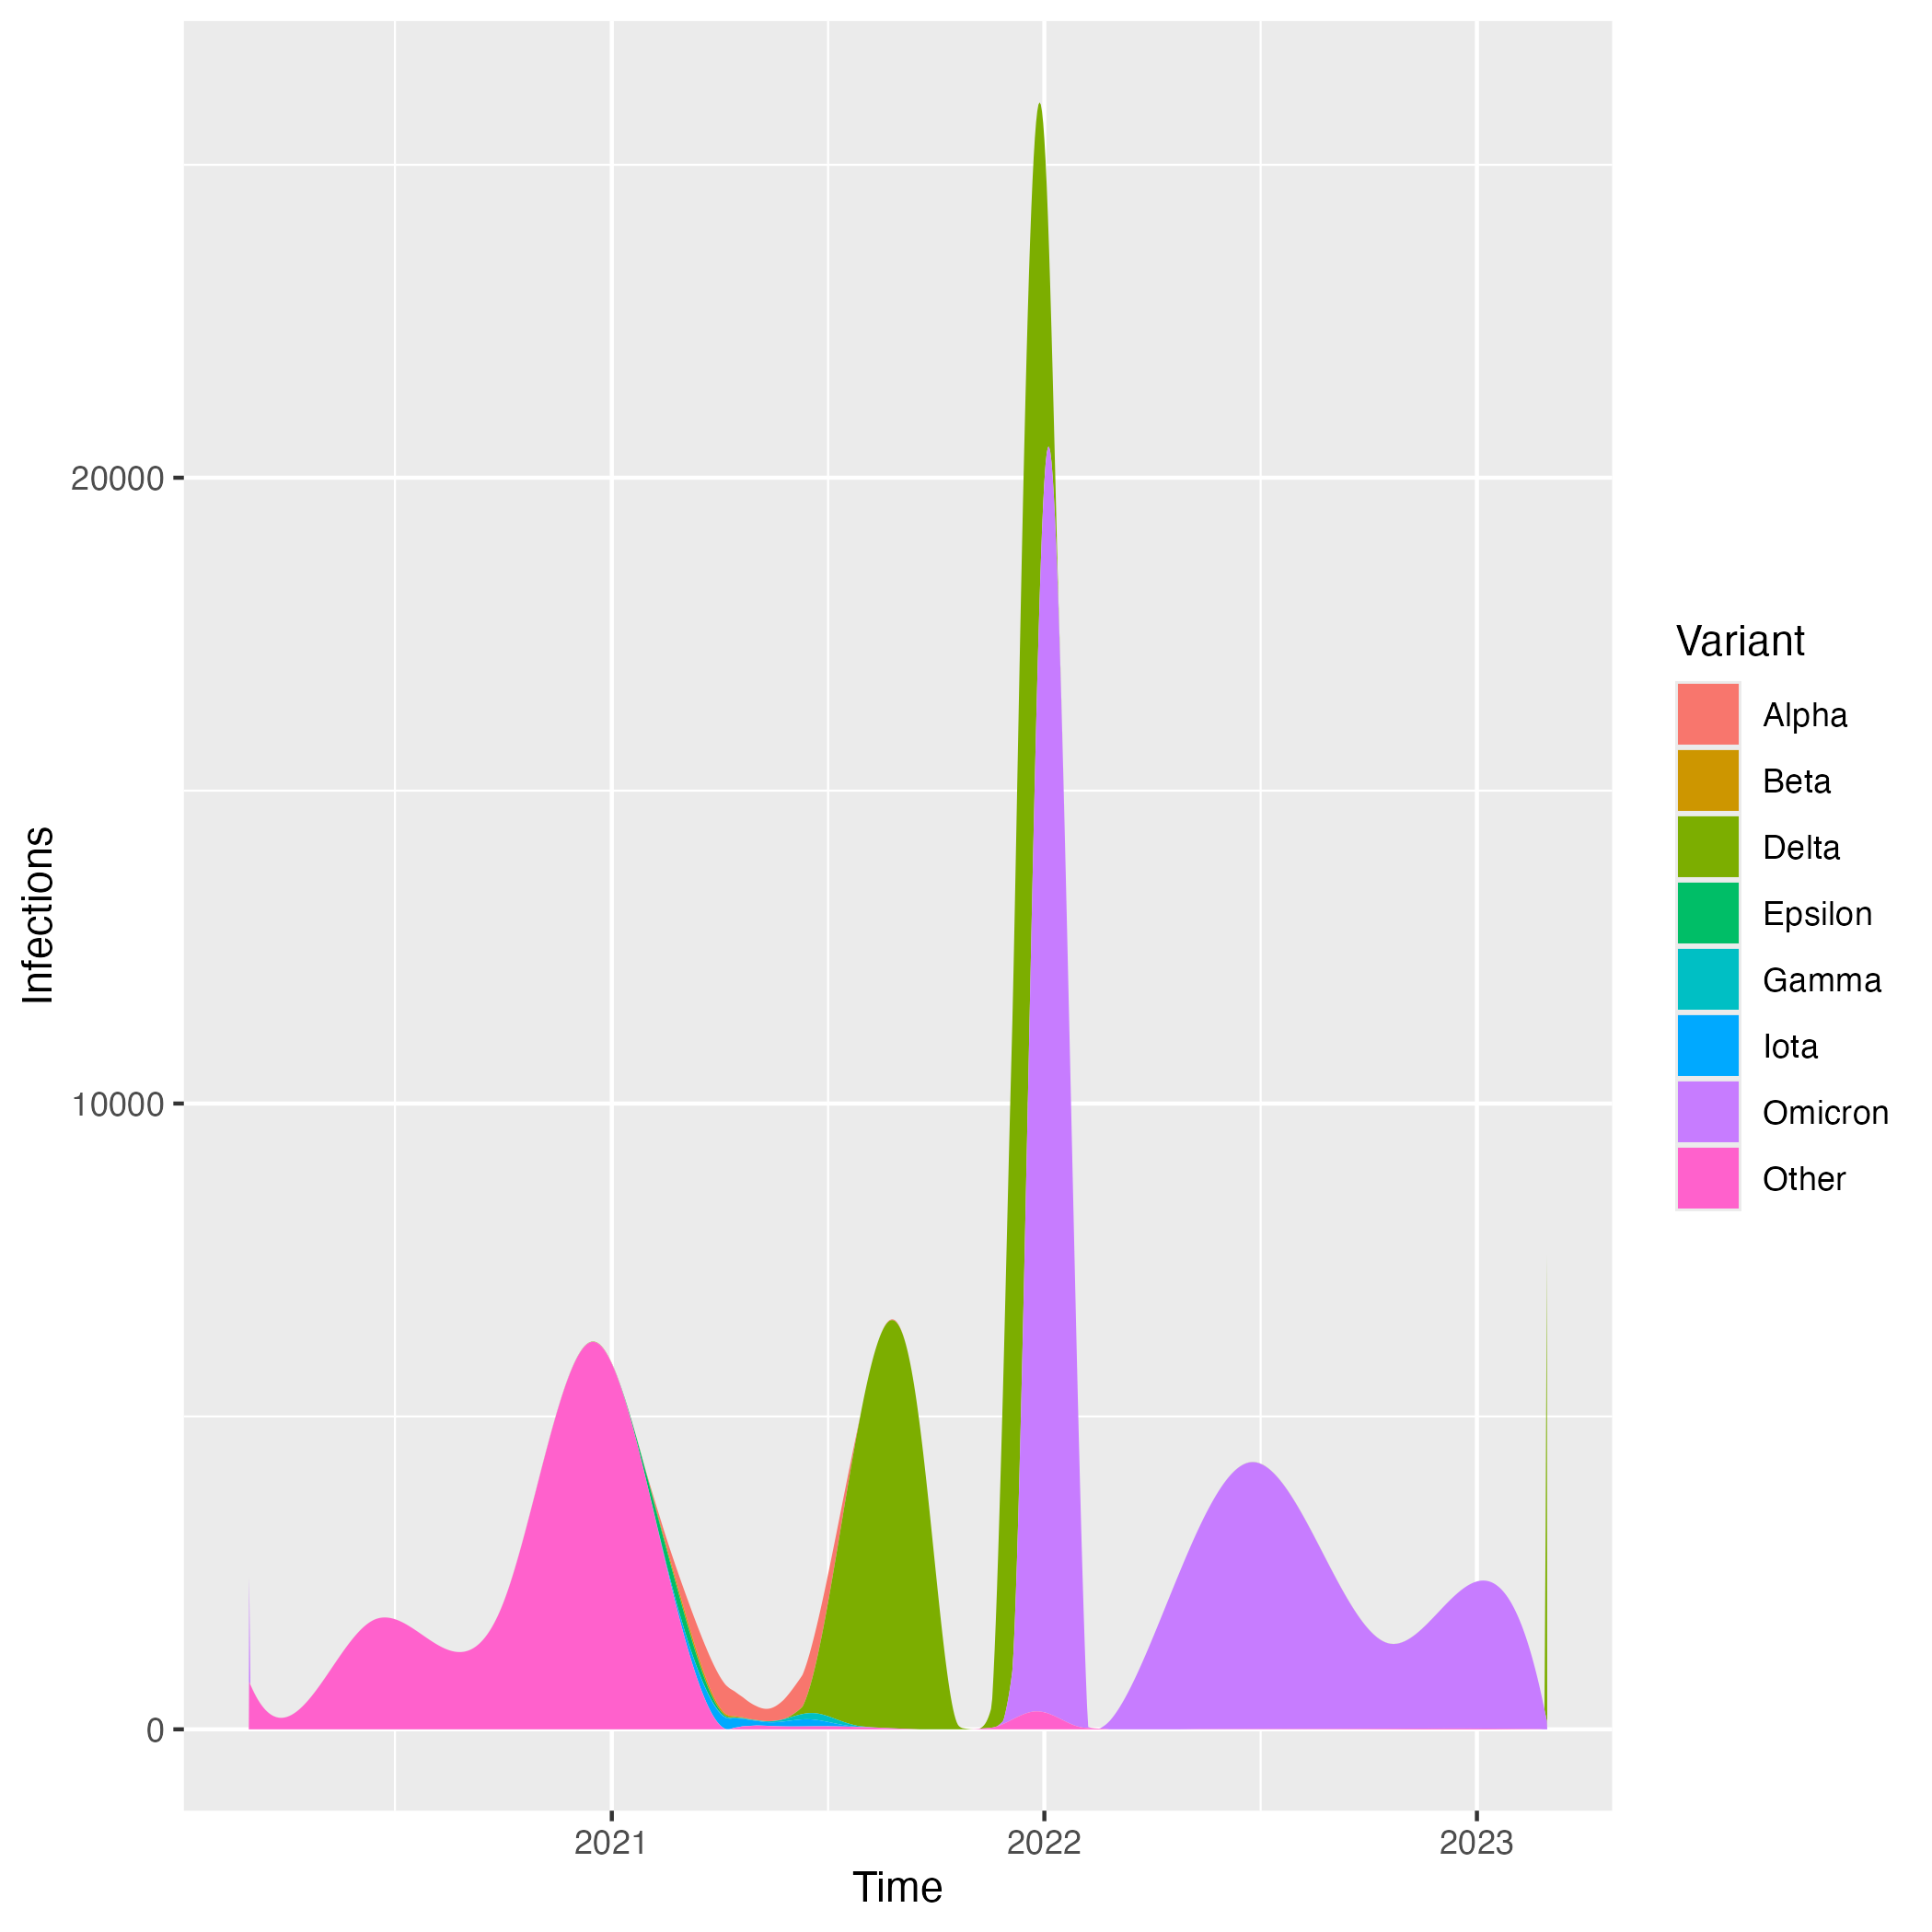 Infections
20000
10000
0
2021
2022
2023
Time
Variant
Alpha
Beta
Delta
Epsilon
Gamma
Iota
Omicron
Other